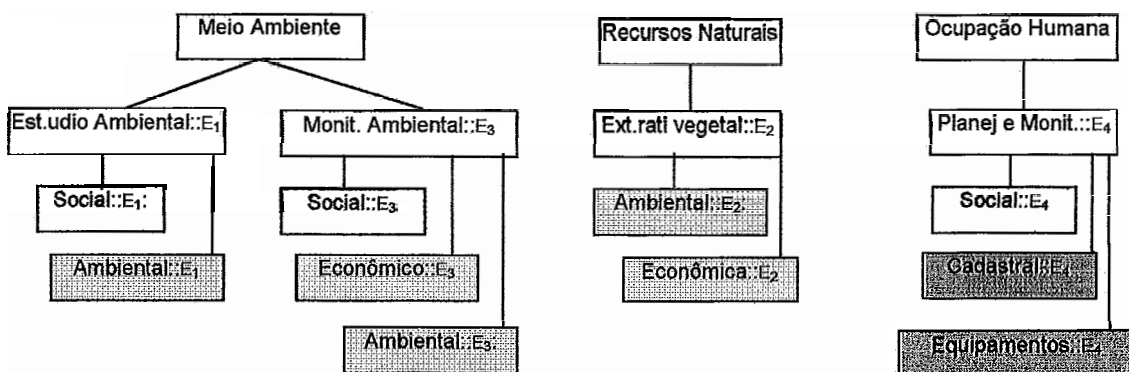 Meio Ambiente
Recursos Naturais
Ocupação Humana
Est.udio Ambiental::E₁
Monit. Ambiental::E₃
Ext.rati vegetal::E₂
Planej e Monit.::E₄
Social::E₁:
Social::E₃
Ambiental::E₂:
Social::E₄
Ambiental::E₁
Econômico::E₃
Econômica::E₂
Cadastral::E₄
Ambiental::E₃:
Equipamentos::E₄